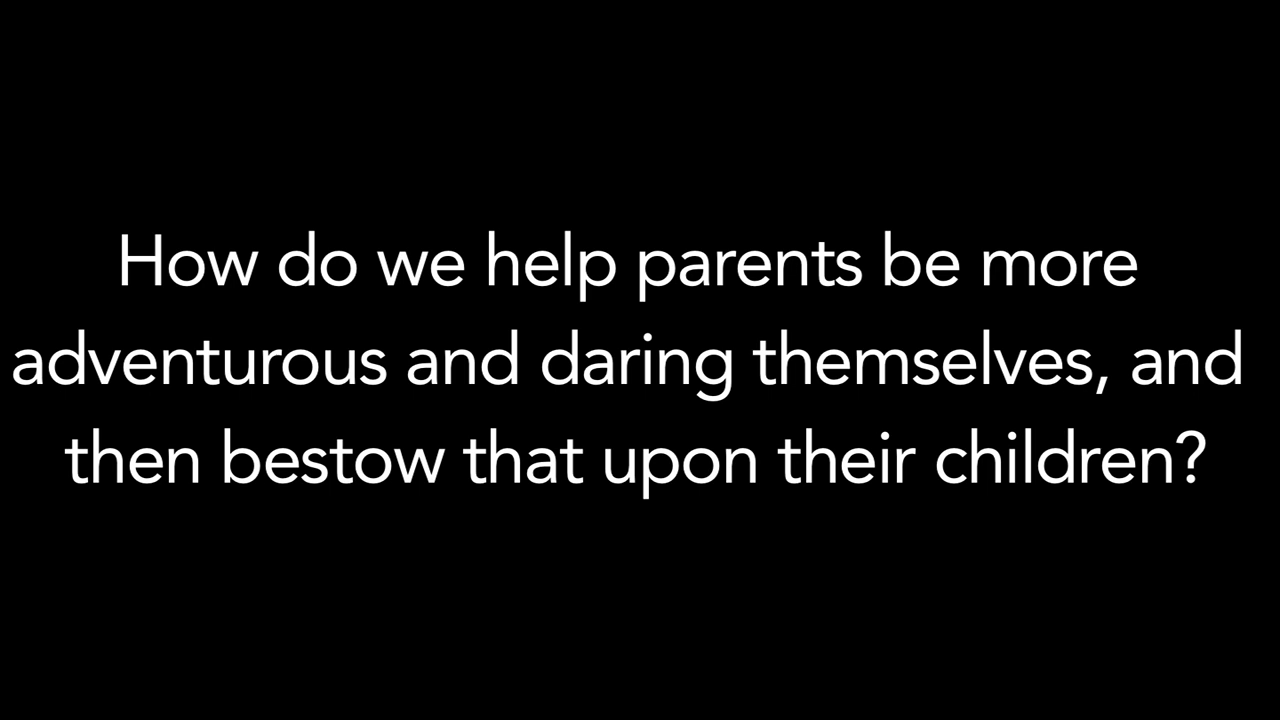 How do we help parents be more
adventurous and daring themselves, and
then bestow that upon their children?